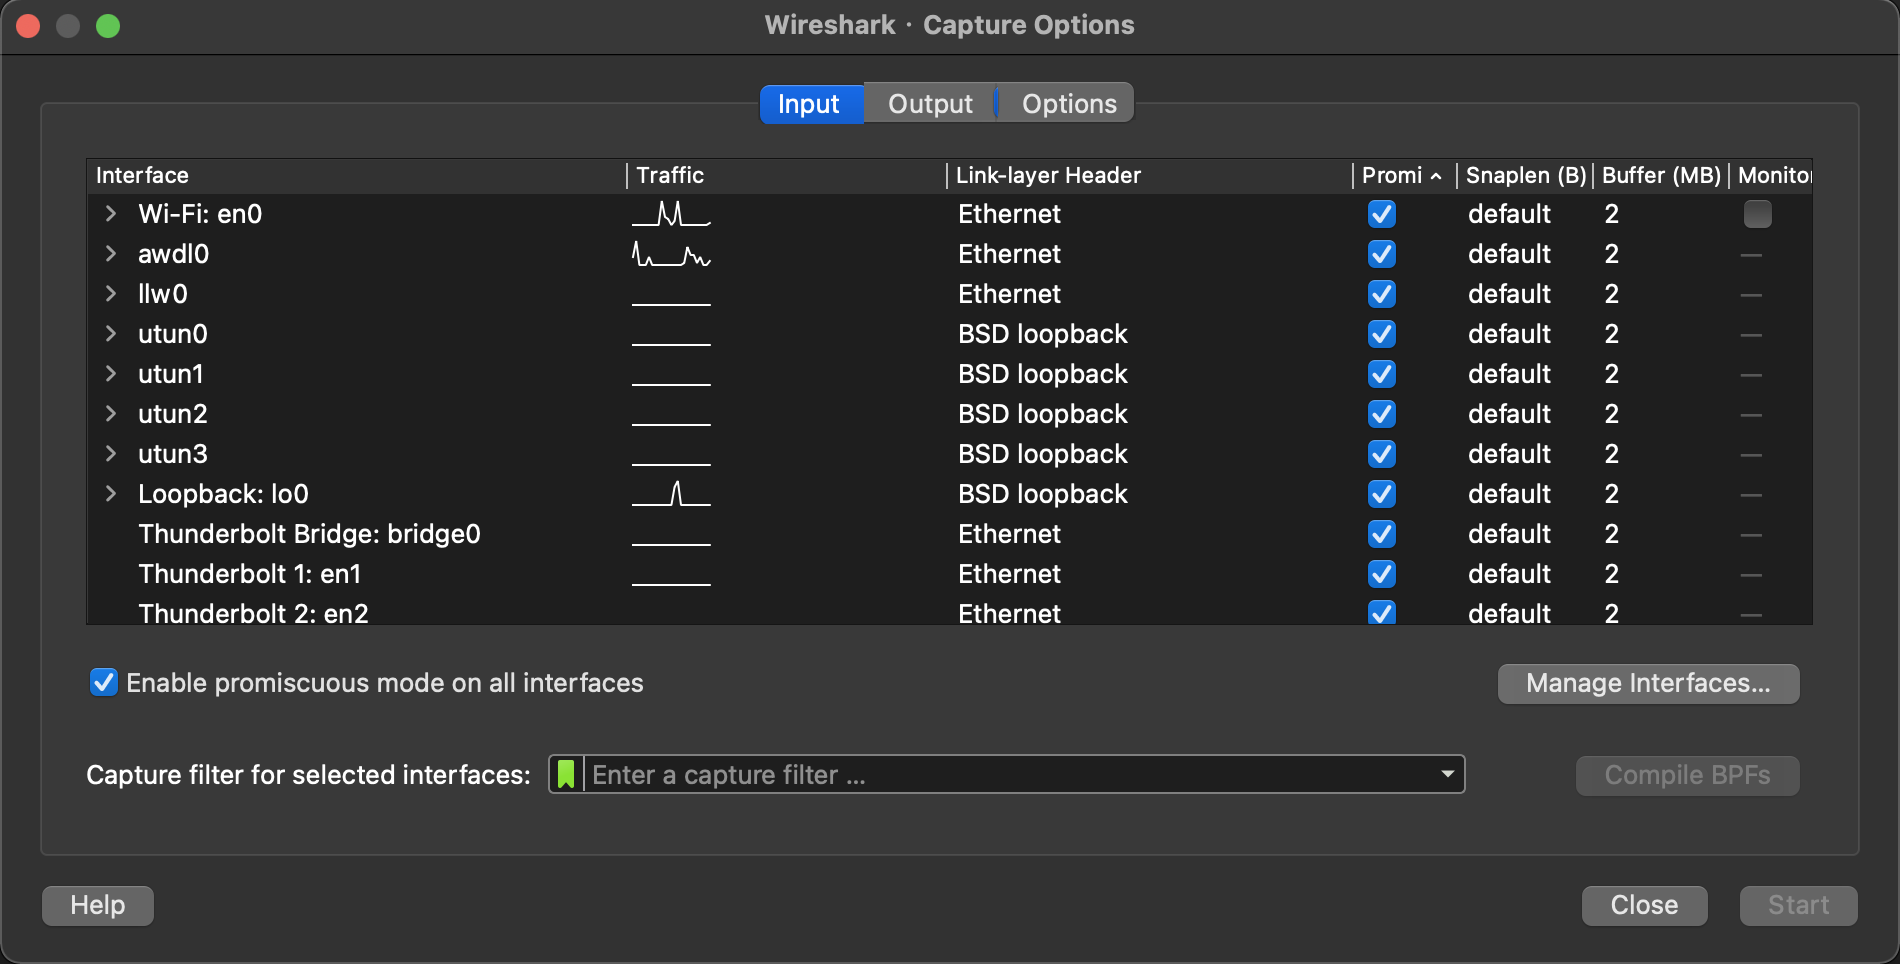 Wireshark · Capture Options
Input Output Options
Interface Traffic Link-layer Header Promi Snaplen (B) Buffer (MB) Monito
Wi-Fi: en0 Ethernet default 2
awdl0 Ethernet default 2 —
llw0 Ethernet default 2 —
utun0 BSD loopback default 2 —
utun1 BSD loopback default 2 —
utun2 BSD loopback default 2 —
utun3 BSD loopback default 2 —
Loopback: lo0 BSD loopback default 2 —
Thunderbolt Bridge: bridge0 Ethernet default 2 —
Thunderbolt 1: en1 Ethernet default 2 —
Thunderbolt 2: en2 Ethernet default 2 —
Enable promiscuous mode on all interfaces Manage Interfaces...
Capture filter for selected interfaces: Enter a capture filter ... Compile BPFs
Help Close Start